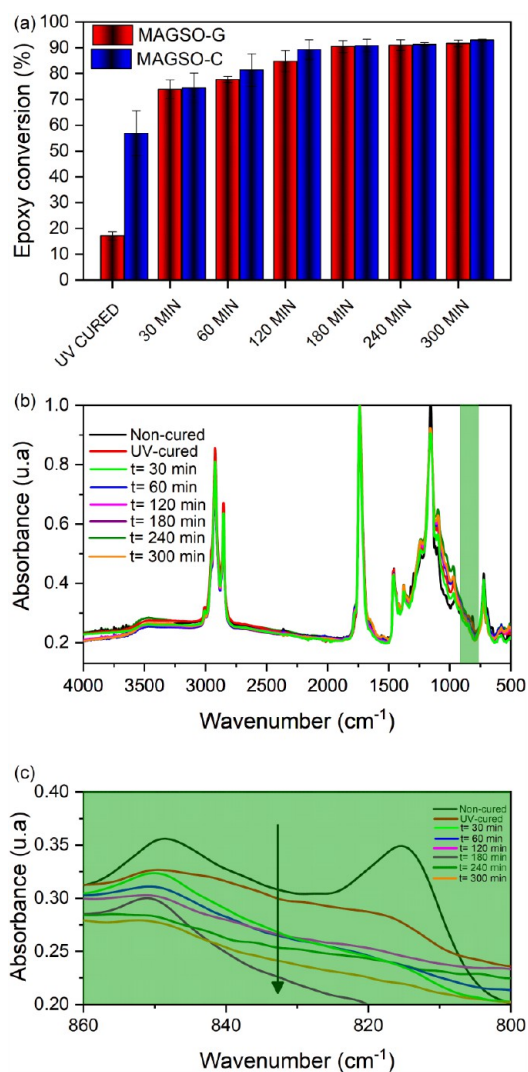 (a)
100
90
80
70
60
50
40
30
20
10
0
Epoxy conversion (%)
MAGSO-G
MAGSO-C
UV CURED
30 MIN
60 MIN
120 MIN
180 MIN
240 MIN
300 MIN
(b)
1.0
0.8
0.6
0.4
0.2
Absorbance (u.a)
Non-cured
UV-cured
t= 30 min
t= 60 min
t= 120 min
t= 180 min
t= 240 min
t= 300 min
4000 3500 3000 2500 2000 1500 1000 500
Wavenumber (cm-1)
(c)
0.40
0.35
0.30
0.25
0.20
Absorbance (u.a)
Non-cured
UV-cured
t= 30 min
t= 60 min
t= 120 min
t= 180 min
t= 240 min
t= 300 min
860 840 820 800
Wavenumber (cm-1)